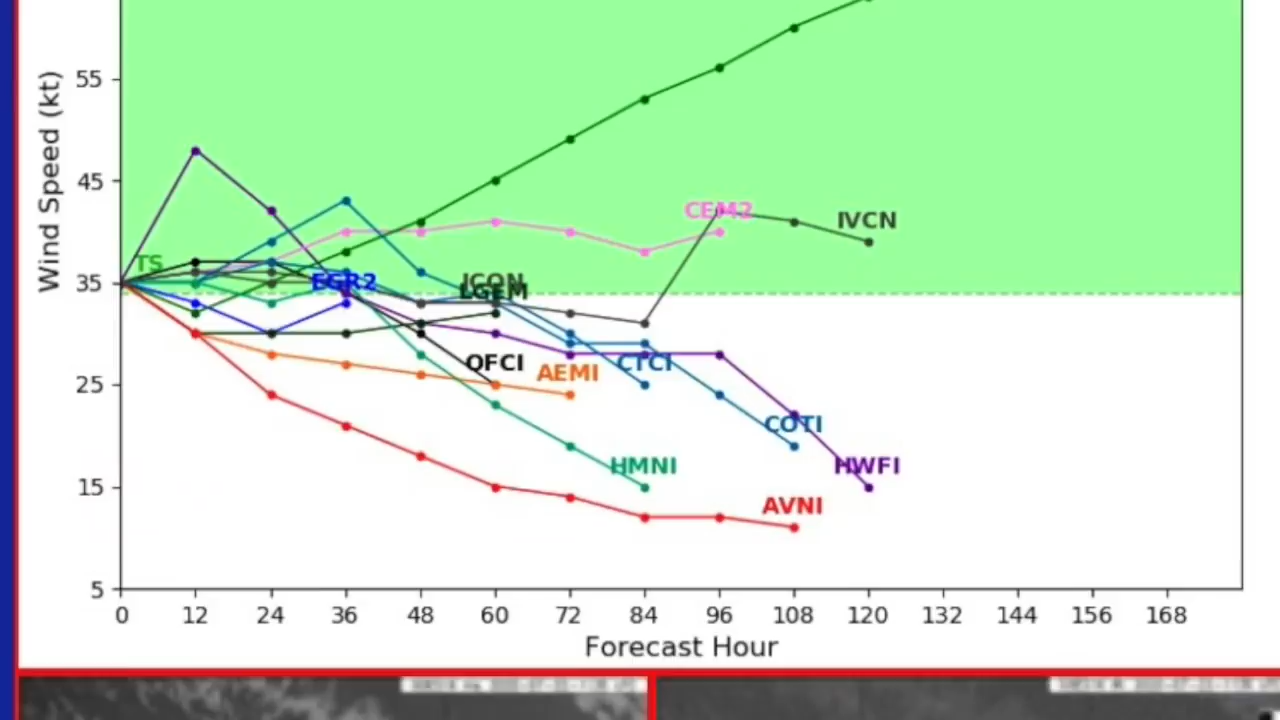 Wind Speed (kt)
55
45
35
25
15
5
TS
CEM2
IVCN
EGR2
ICON
LGEM
OFCI
AEMI
CTCI
COTI
HMNI
HWFI
AVNI
0 12 24 36 48 60 72 84 96 108 120 132 144 156 168
Forecast Hour